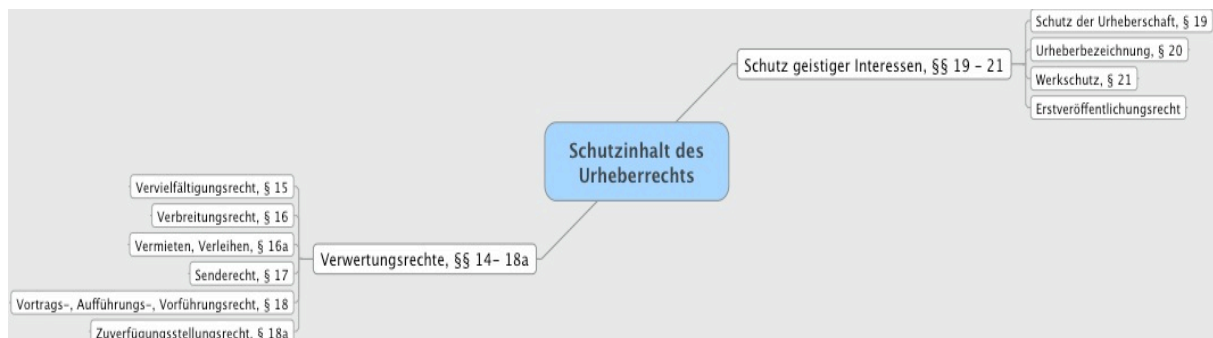 Schutz der Urheberschaft, § 19
Urheberbezeichnung, § 20
Schutz geistiger Interessen, §§ 19 – 21
Werkschutz, § 21
Erstveröffentlichungsrecht
Schutzinhalt des
Urheberrechts
Vervielfältigungsrecht, § 15
Verbreitungsrecht, § 16
Vermieten, Verleihen, § 16a
Verwertungsrechte, §§ 14– 18a
Senderecht, § 17
Vortrags–, Aufführungs–, Vorführungsrecht, § 18
Zuverfügungsstellungsrecht, § 18a